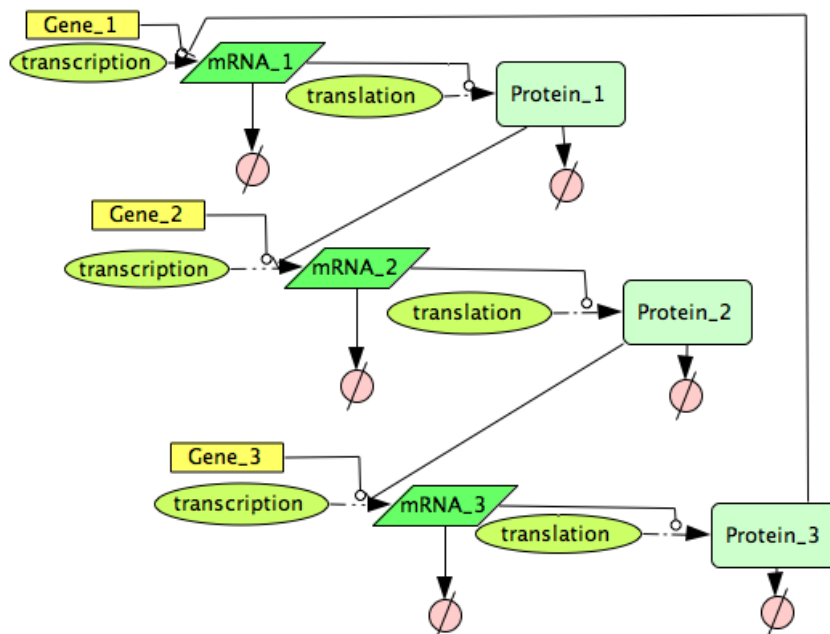 Gene_1
transcription
mRNA_1
translation
Protein_1
Gene_2
transcription
mRNA_2
translation
Protein_2
Gene_3
transcription
mRNA_3
translation
Protein_3